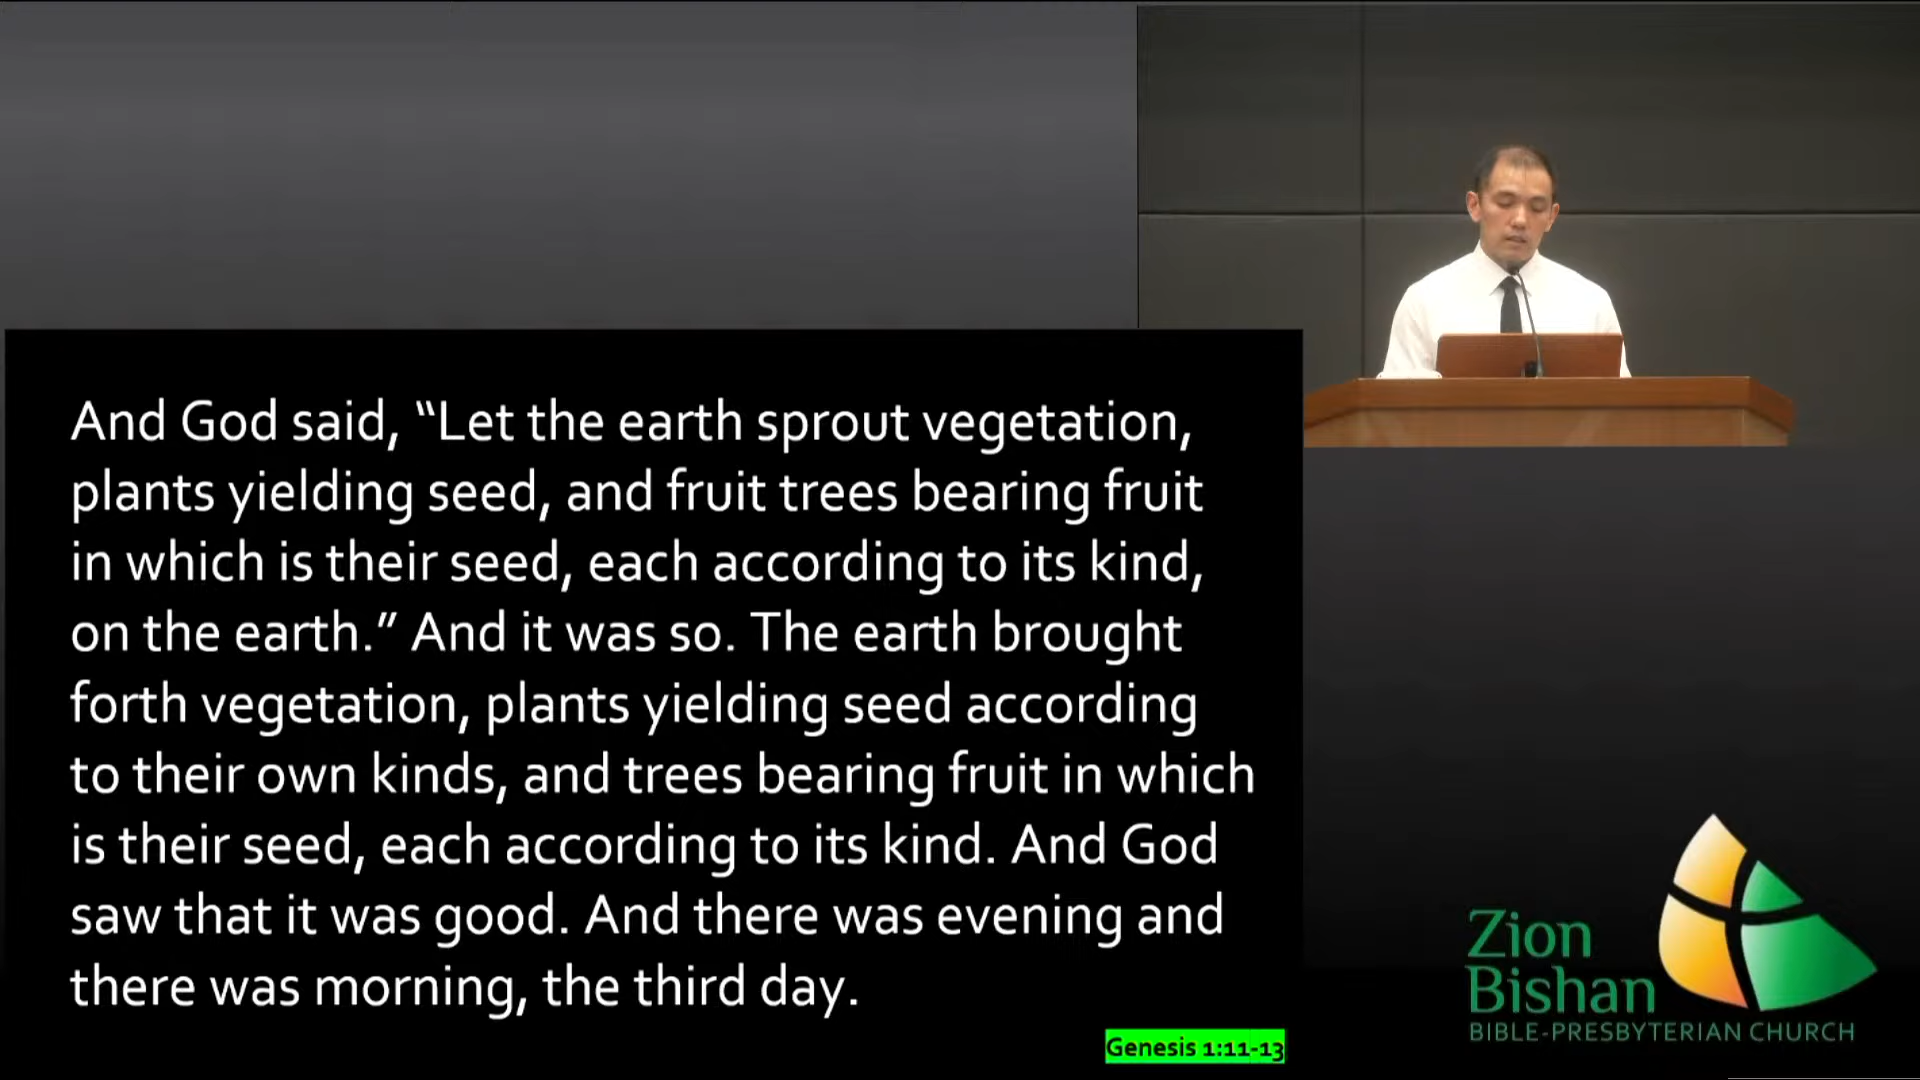 And God said, “Let the earth sprout vegetation,
plants yielding seed, and fruit trees bearing fruit
in which is their seed, each according to its kind,
on the earth.” And it was so. The earth brought
forth vegetation, plants yielding seed according
to their own kinds, and trees bearing fruit in which
is their seed, each according to its kind. And God
saw that it was good. And there was evening and
there was morning, the third day.
Genesis 1:11-13
Zion
Bishan
BIBLE-PRESBYTERIAN CHURCH